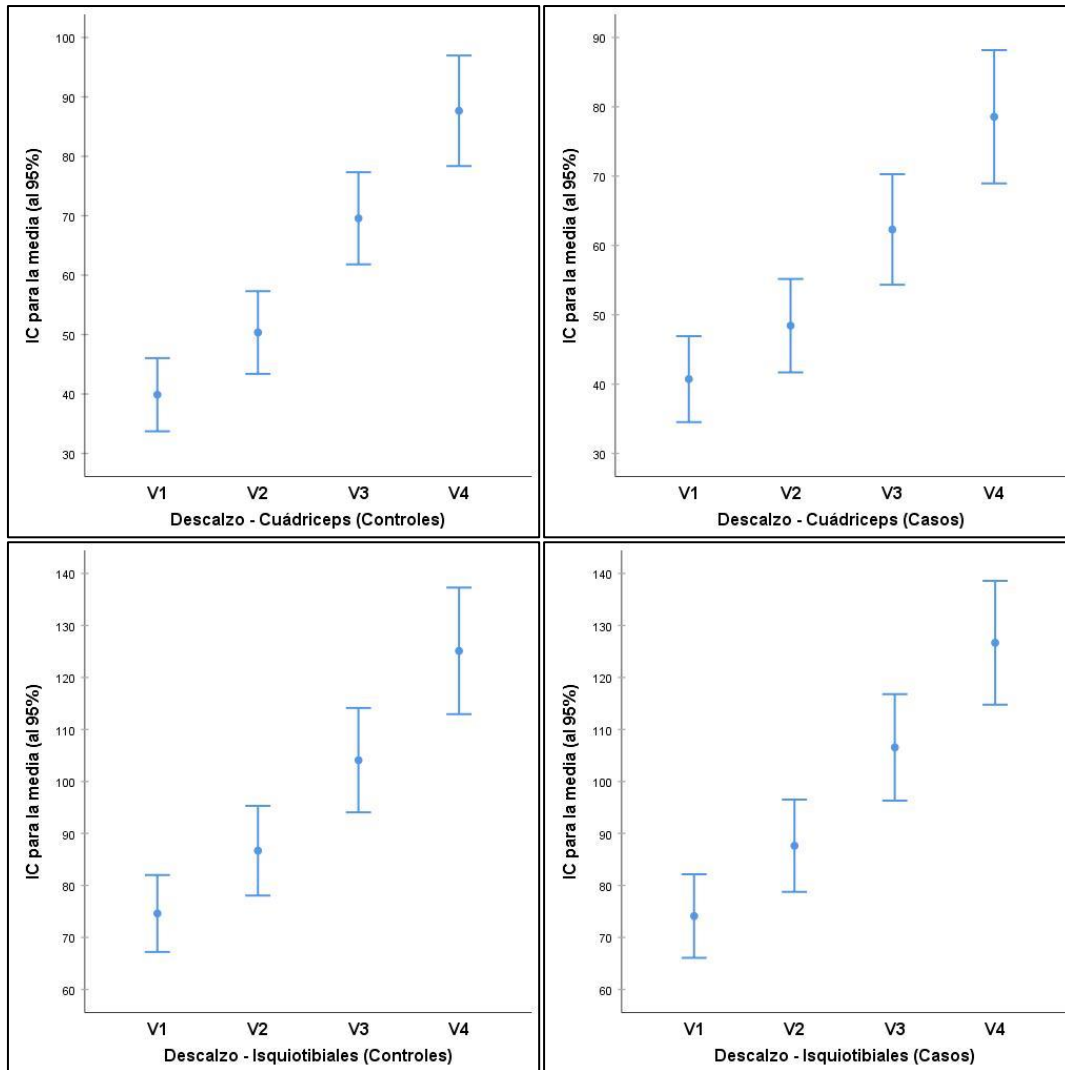 IC para la media (al 95%)
100
90
80
70
60
50
40
30
V1 V2 V3 V4
Descalzo - Cuádriceps (Controles)
IC para la media (al 95%)
90
80
70
60
50
40
30
V1 V2 V3 V4
Descalzo - Cuádriceps (Casos)
IC para la media (al 95%)
140
130
120
110
100
90
80
70
60
V1 V2 V3 V4
Descalzo - Isquiotibiales (Controles)
IC para la media (al 95%)
140
130
120
110
100
90
80
70
60
V1 V2 V3 V4
Descalzo - Isquiotibiales (Casos)